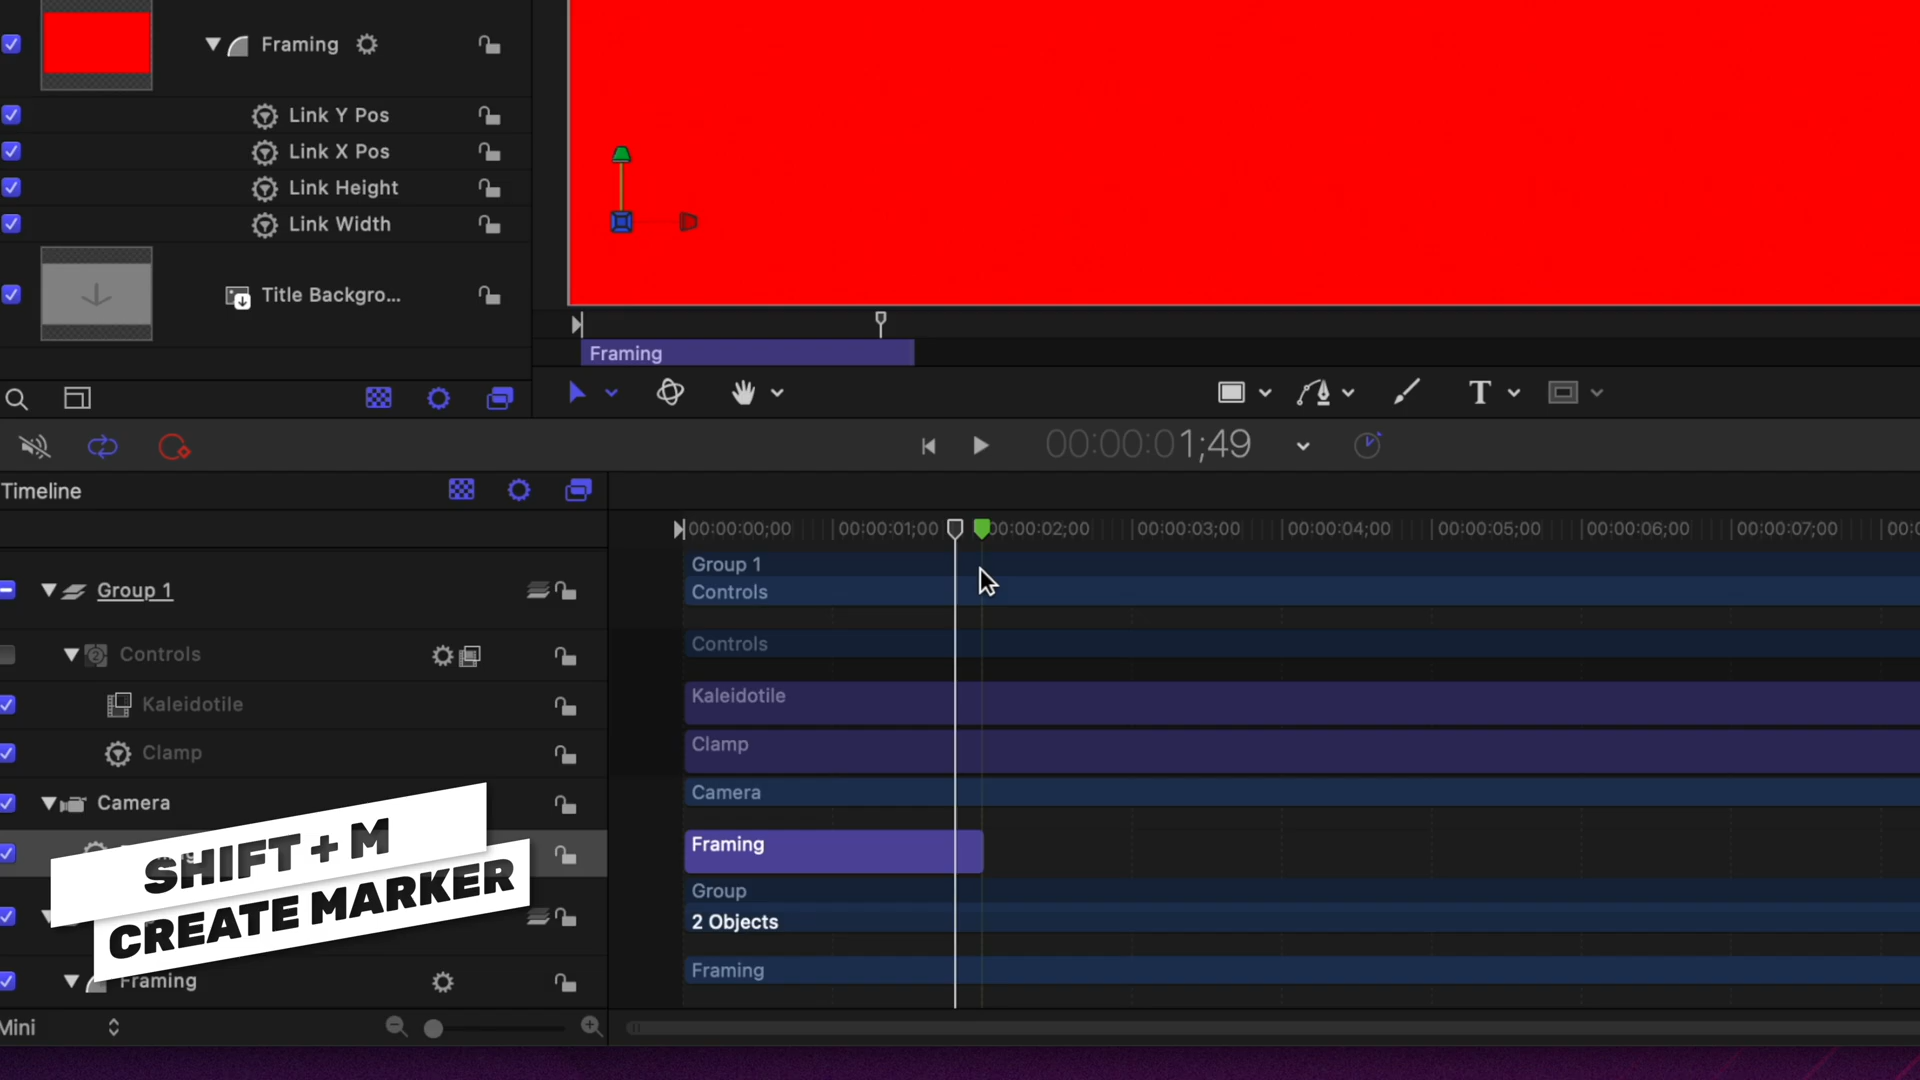 Framing
Link Y Pos
Link X Pos
Link Height
Link Width
Title Backgro...
Framing
T
00:00:01;49
Timeline
00:00:00;00 00:00:01;00 00:00:02;00 00:00:03;00 00:00:04;00 00:00:05;00 00:00:06;00 00:00:07;00 00:0
Group 1
Controls
Group 1
Controls
Controls
Kaleidotile
Kaleidotile
Clamp
Clamp
Camera
Camera
Framing
SHIFT + M
CREATE MARKER
Group
2 Objects
Framing
Framing
Mini